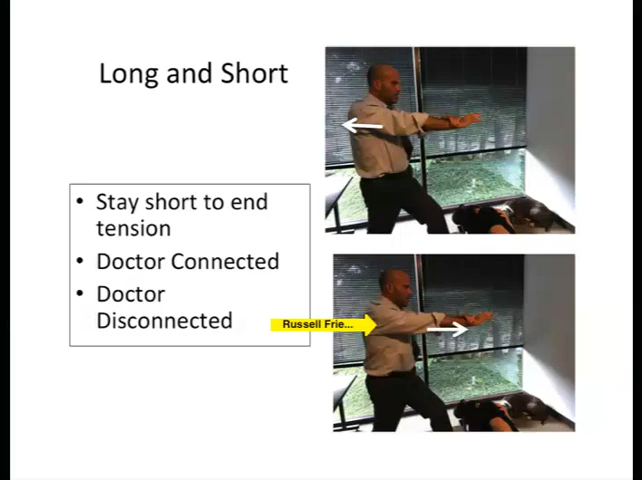 Long and Short
• Stay short to end
tension
• Doctor Connected
• Doctor
Disconnected
Russell Frie...